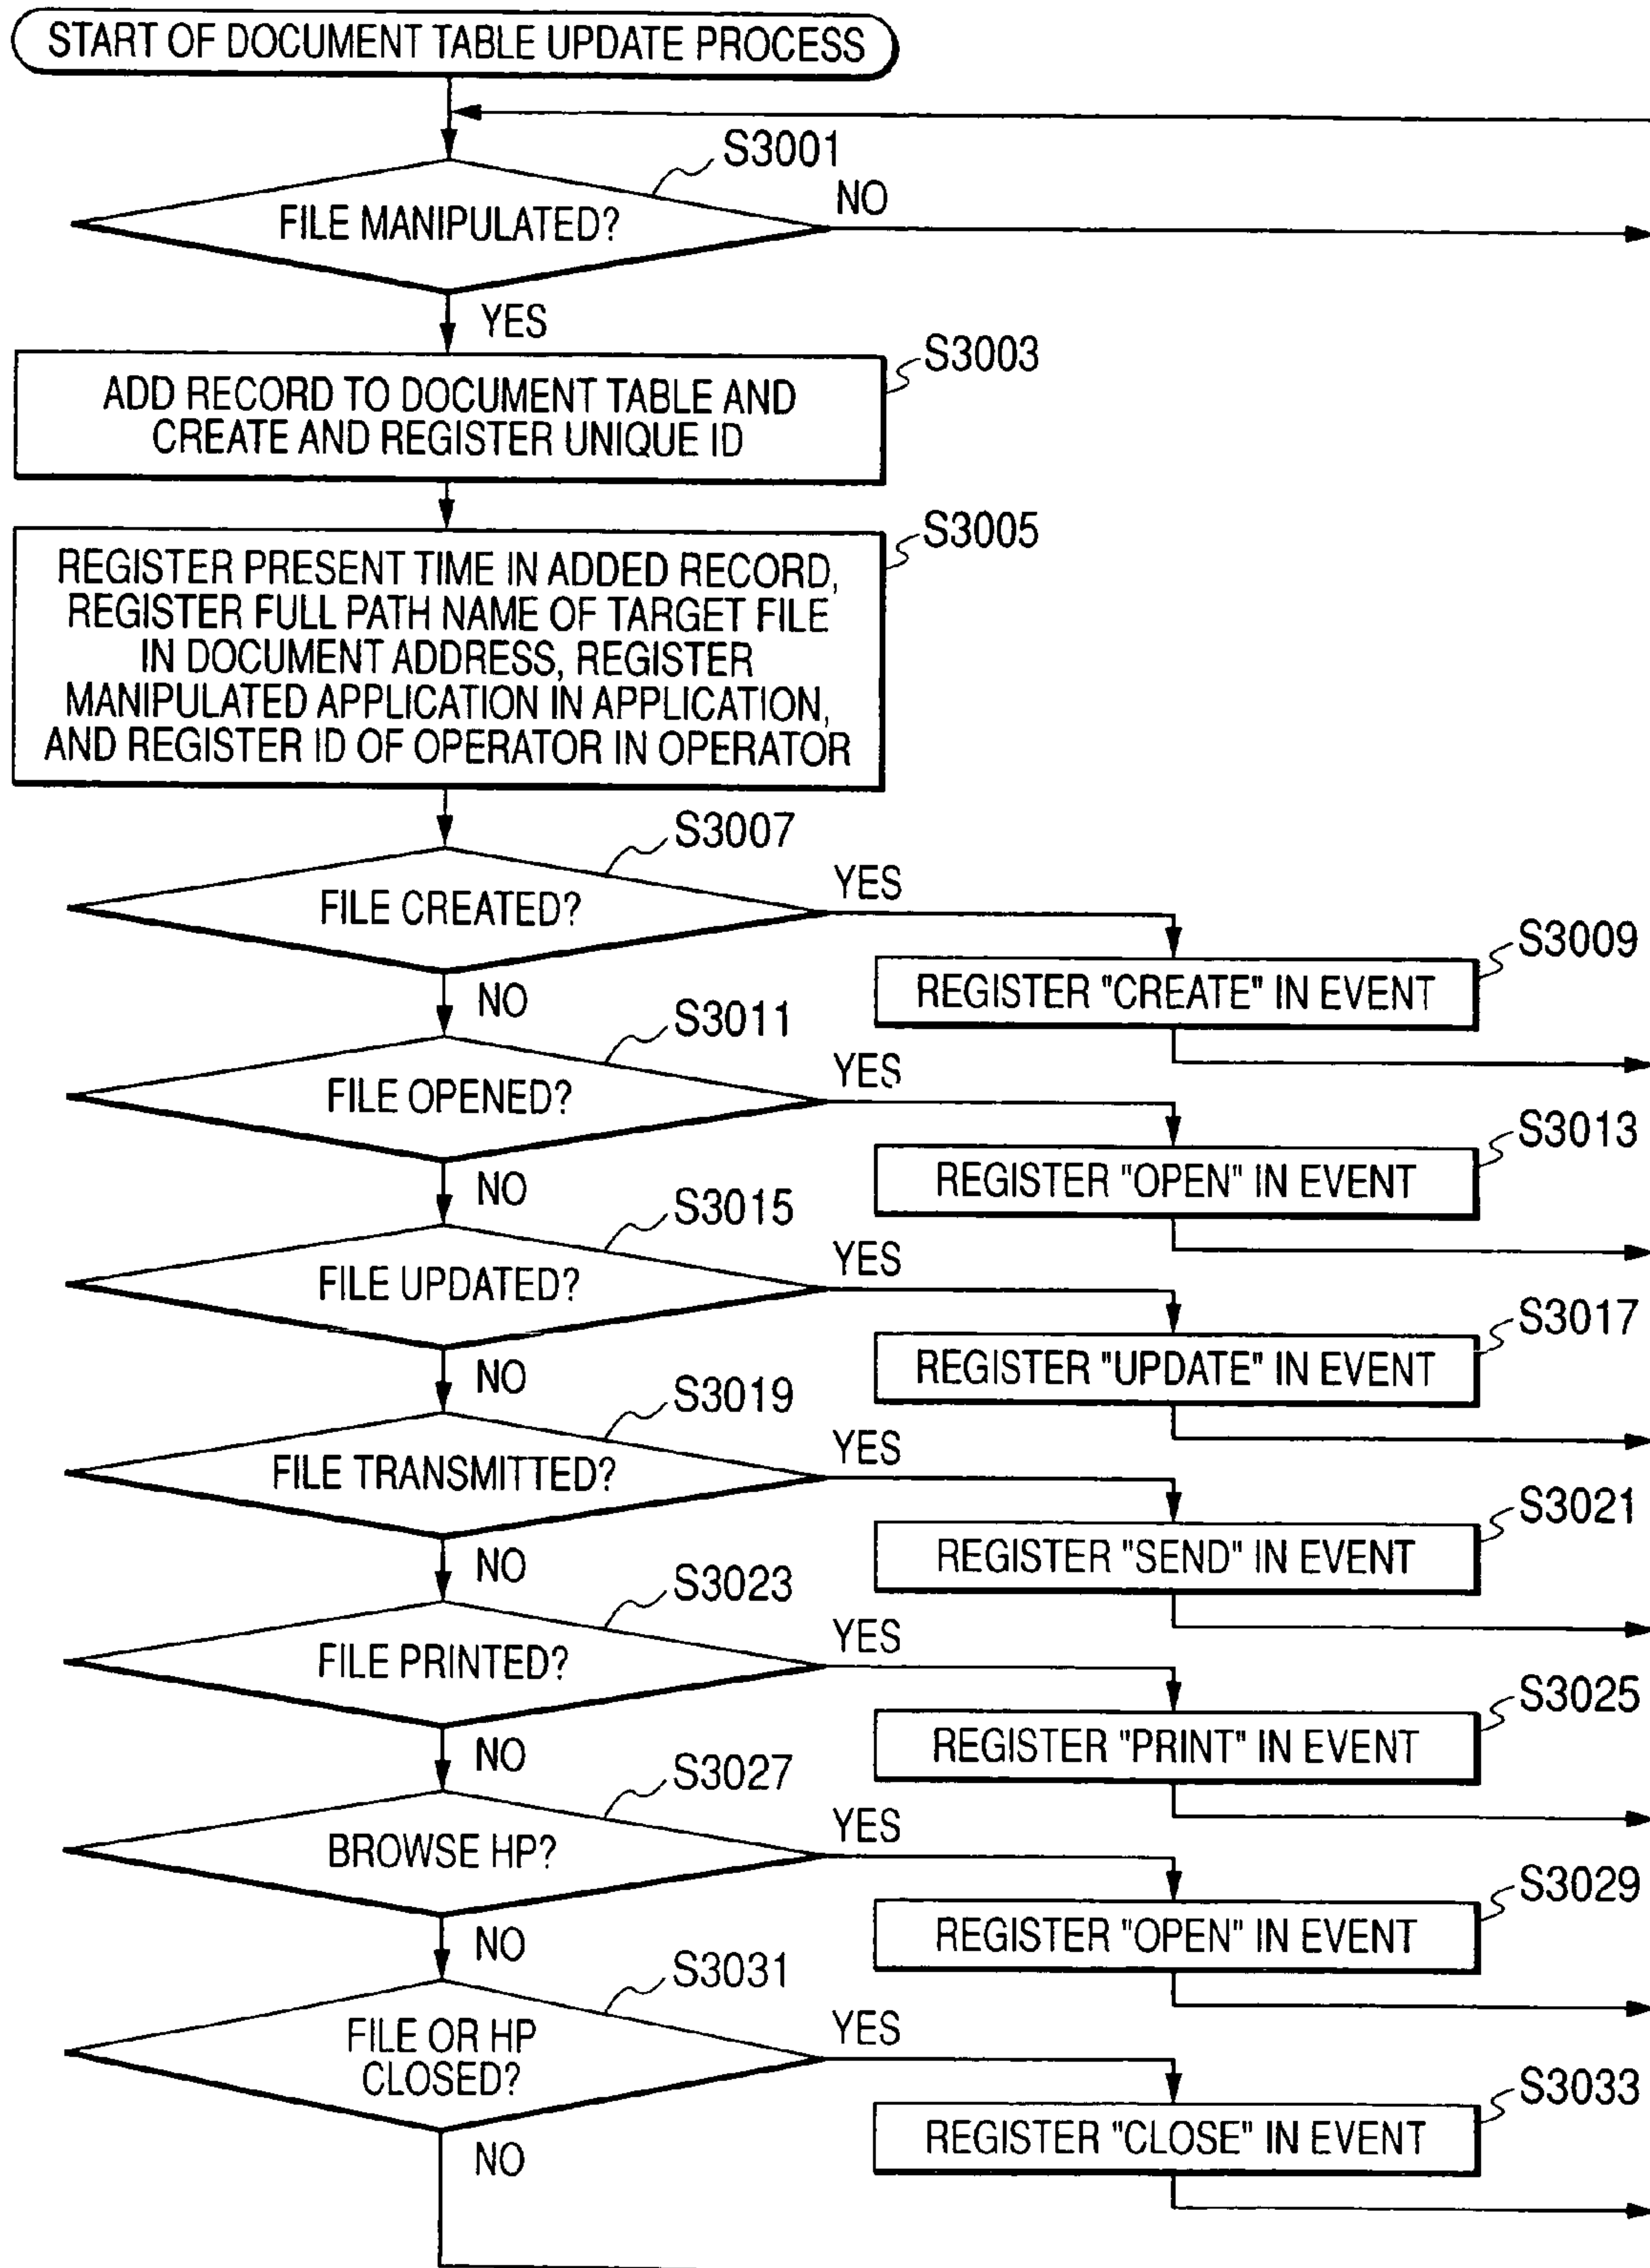 START OF DOCUMENT TABLE UPDATE PROCESS
S3001
FILE MANIPULATED?
NO
YES
S3003
ADD RECORD TO DOCUMENT TABLE AND
CREATE AND REGISTER UNIQUE ID
S3005
REGISTER PRESENT TIME IN ADDED RECORD,
REGISTER FULL PATH NAME OF TARGET FILE
IN DOCUMENT ADDRESS, REGISTER
MANIPULATED APPLICATION IN APPLICATION,
AND REGISTER ID OF OPERATOR IN OPERATOR
S3007
FILE CREATED?
YES
S3009
REGISTER "CREATE" IN EVENT
NO
S3011
FILE OPENED?
YES
S3013
REGISTER "OPEN" IN EVENT
NO
S3015
FILE UPDATED?
YES
S3017
REGISTER "UPDATE" IN EVENT
NO
S3019
FILE TRANSMITTED?
YES
S3021
REGISTER "SEND" IN EVENT
NO
S3023
FILE PRINTED?
YES
S3025
REGISTER "PRINT" IN EVENT
NO
S3027
BROWSE HP?
YES
S3029
REGISTER "OPEN" IN EVENT
NO
S3031
FILE OR HP
CLOSED?
YES
S3033
REGISTER "CLOSE" IN EVENT
NO